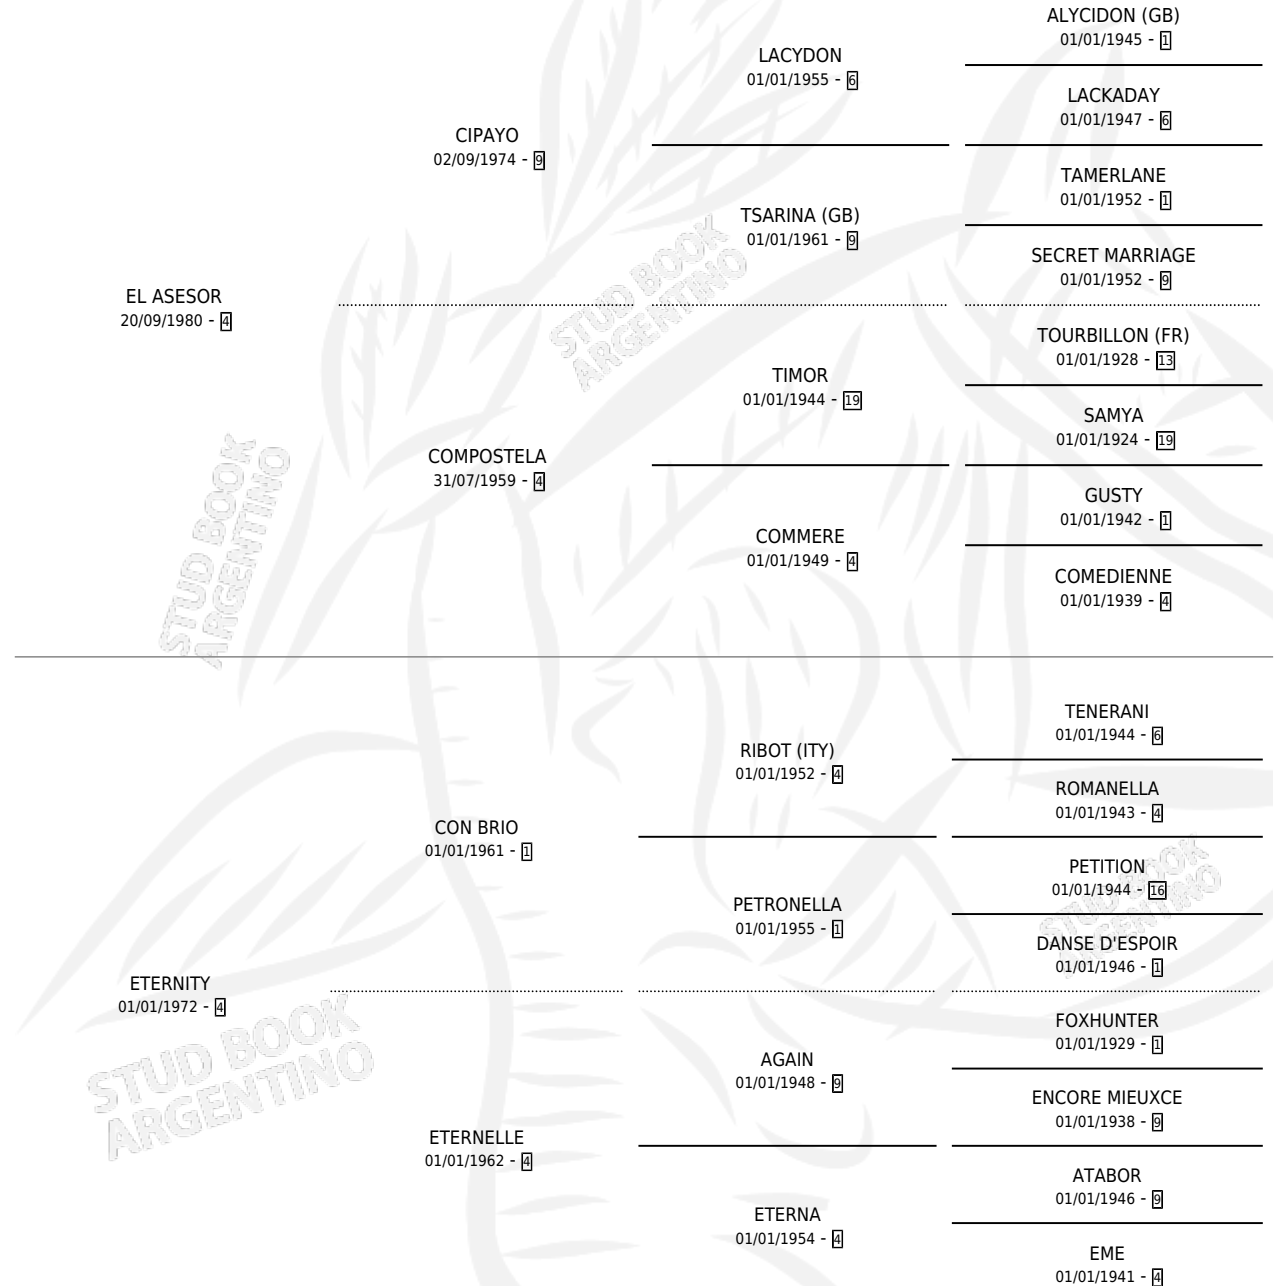 ALYCIDON (GB)
01/01/1945 - 1
LACYDON
01/01/1955 - 6
LACKADAY
01/01/1947 - 6
CIPAYO
02/09/1974 - 9
TAMERLANE
01/01/1952 - 1
TSARINA (GB)
01/01/1961 - 9
SECRET MARRIAGE
01/01/1952 - 9
EL ASESOR
20/09/1980 - 4
STUD BOOK
ARGENTINO
TOURBILLON (FR)
01/01/1928 - 13
TIMOR
01/01/1944 - 19
SAMYA
01/01/1924 - 19
COMPOSTELA
31/07/1959 - 4
GUSTY
01/01/1942 - 1
COMMERE
01/01/1949 - 4
COMEDIENNE
01/01/1939 - 4
STUD BOOK
ARGENTINO
TENERANI
01/01/1944 - 6
RIBOT (ITY)
01/01/1952 - 4
ROMANELLA
01/01/1943 - 4
CON BRIO
01/01/1961 - 1
PETITION
01/01/1944 - 16
PETRONELLA
01/01/1955 - 1
STUD BOOK
ARGENTINO
DANSE D'ESPOIR
01/01/1946 - 1
ETERNITY
01/01/1972 - 4
FOXHUNTER
01/01/1929 - 1
AGAIN
01/01/1948 - 9
ENCORE MIEUXCE
01/01/1938 - 9
STUD BOOK
ARGENTINO
ETERNELLE
01/01/1962 - 4
ATABOR
01/01/1946 - 9
ETERNA
01/01/1954 - 4
EME
01/01/1941 - 4